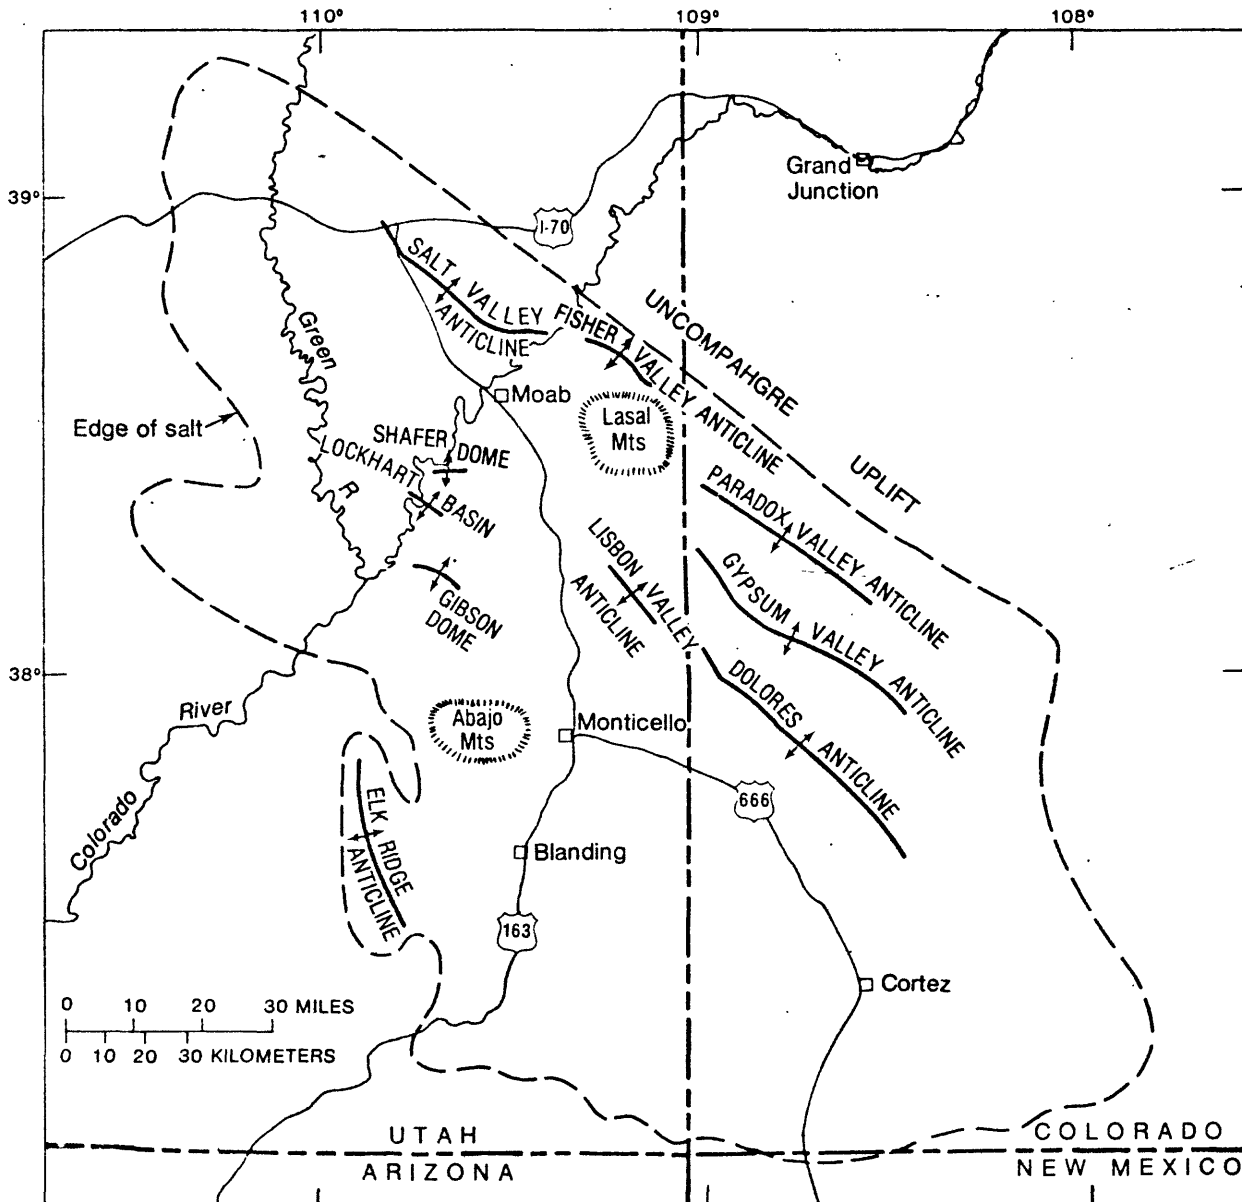 110°
109°
108°
39°
38°
Grand
Junction
I-70
SALT VALLEY
ANTICLINE
FISHER VALLEY ANTICLINE
UNCOMPAHGRE
UPLIFT
Green
R
Moab
Lasal
Mts
Edge of salt
SHAFER DOME
LOCKHART
BASIN
PARADOX VALLEY ANTICLINE
LISBON VALLEY
ANTICLINE
GYPSUM VALLEY ANTICLINE
GIBSON
DOME
DOLORES ANTICLINE
River
Colorado
Abajo
Mts
Monticello
666
ELK RIDGE
ANTICLINE
Blanding
163
Cortez
0 10 20 30 MILES
0 10 20 30 KILOMETERS
UTAH
ARIZONA
COLORADO
NEW MEXICO